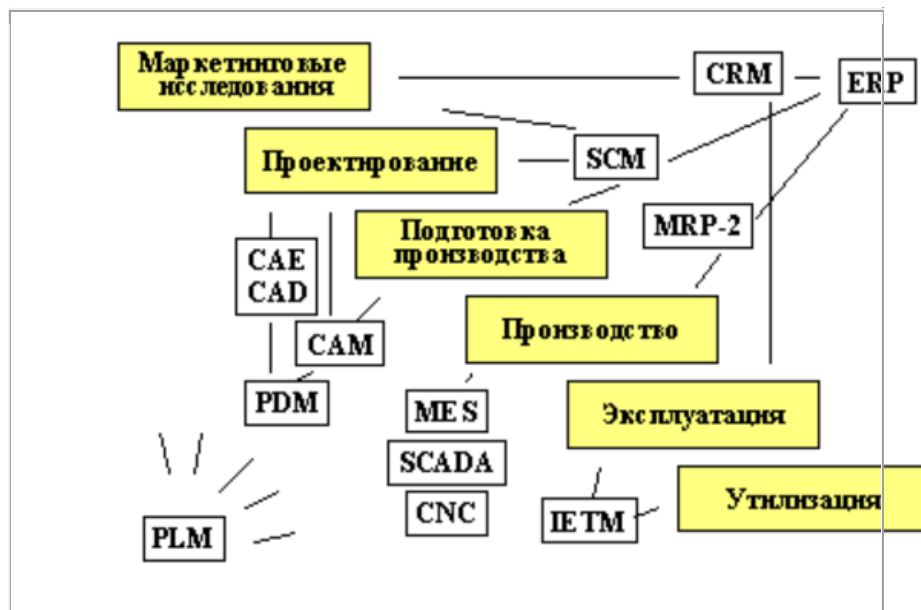 Маркетинговые
исследования
CRM
ERP
Проектирование
SCM
Подготовка
производства
MRP-2
CAE
CAD
Производство
CAM
PDM
MES
Эксплуатация
SCADA
CNC
IETM
Утилизация
PLM